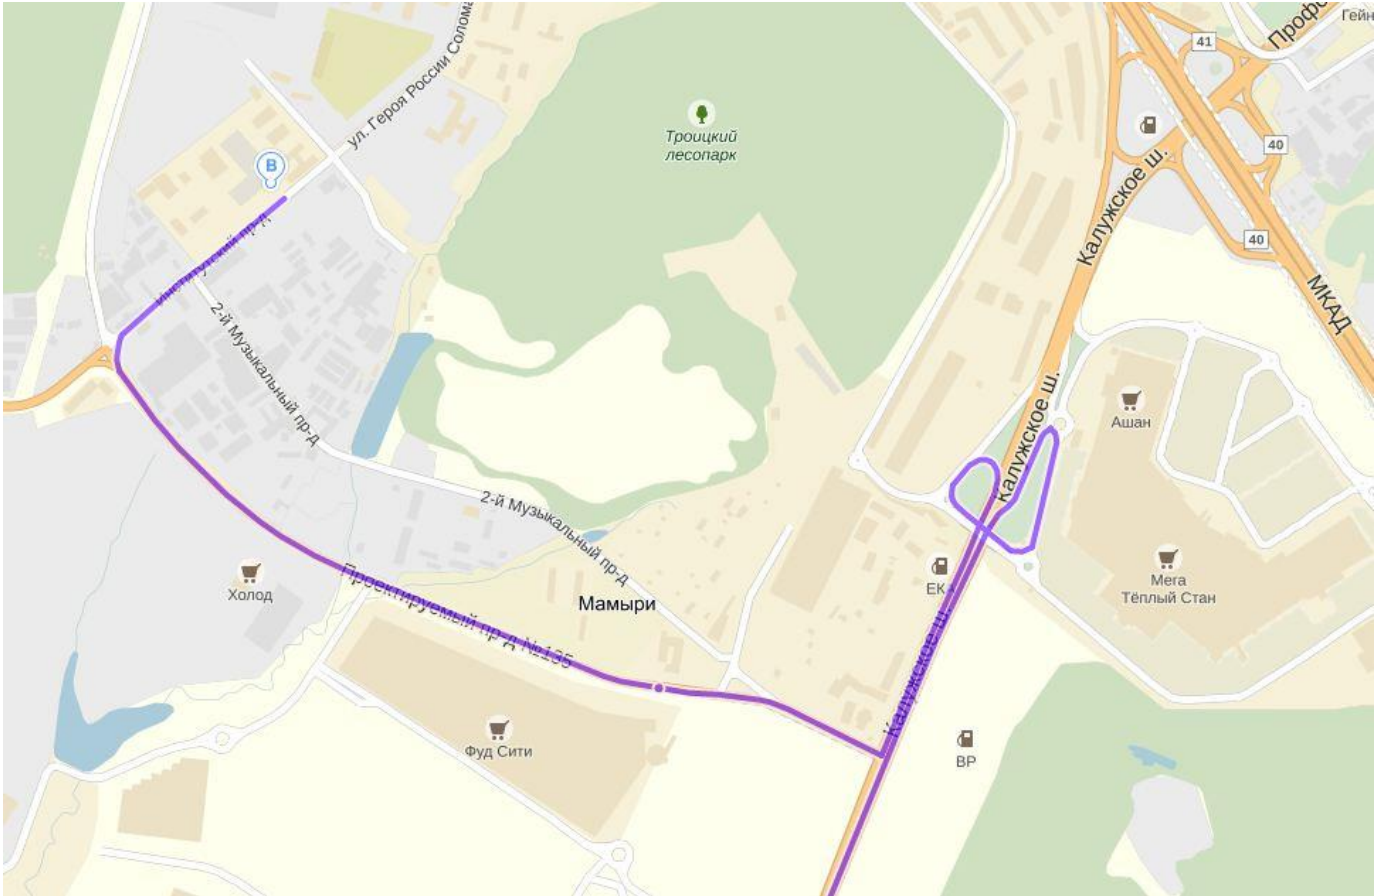 Гейн
Профс
41
ул. Героя России Солома
Троицкий
лесопарк
40
Калужское ш.
B
40
Институтский пр-д
МКАД
2-й Музыкальный пр-д
Калужское ш.
Ашан
2-й Музыкальный пр-д
Холод
Проектируемый пр-д №135
Мамыри
ЕКА
Мега
Тёплый Стан
Калужское ш.
Фуд Сити
BP